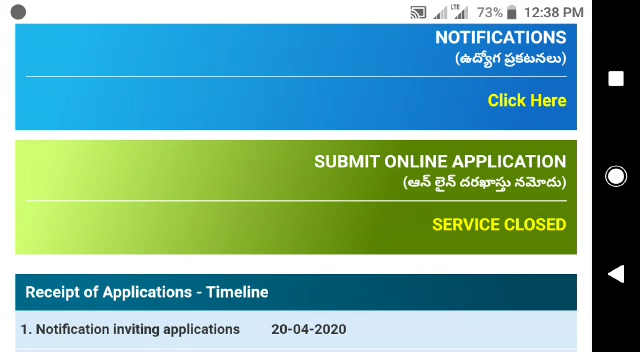 LTE 73% 12:38 PM
NOTIFICATIONS
(ఉద్యోగ ప్రకటనలు)
Click Here
SUBMIT ONLINE APPLICATION
(ఆన్ లైన్ దరఖాస్తు నమోదు)
SERVICE CLOSED
Receipt of Applications - Timeline
1. Notification inviting applications 20-04-2020